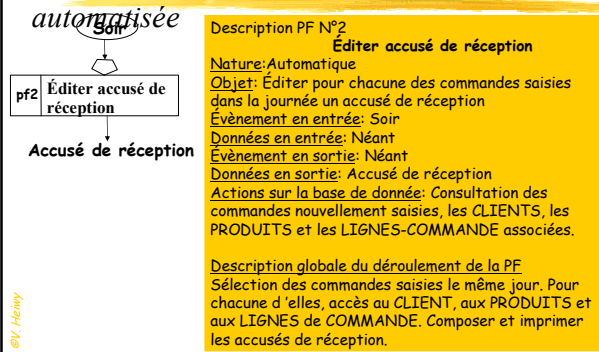 automatisée
Soir
pf2 Éditer accusé de
réception
Accusé de réception
Description PF N°2
Éditer accusé de réception
Nature:Automatique
Objet: Éditer pour chacune des commandes saisies
dans la journée un accusé de réception
Évènement en entrée: Soir
Données en entrée: Néant
Évènement en sortie: Néant
Données en sortie: Accusé de réception
Actions sur la base de donnée: Consultation des
commandes nouvellement saisies, les CLIENTS, les
PRODUITS et les LIGNES-COMMANDE associées.
Description globale du déroulement de la PF
Sélection des commandes saisies le même jour. Pour
chacune d 'elles, accès au CLIENT, aux PRODUITS et
aux LIGNES de COMMANDE. Composer et imprimer
les accusés de réception.
©V. Heiwy